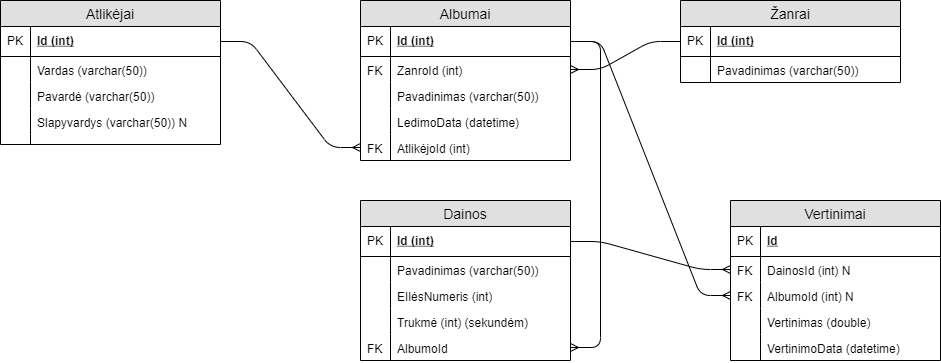 Atlikėjai
PK Id (int)
Vardas (varchar(50))
Pavardė (varchar(50))
Slapyvardys (varchar(50)) N
Albumai
PK Id (int)
FK ZanroId (int)
Pavadinimas (varchar(50))
LedimoData (datetime)
FK AtlikėjoId (int)
Žanrai
PK Id (int)
Pavadinimas (varchar(50))
Dainos
PK Id (int)
Pavadinimas (varchar(50))
EllėsNumeris (int)
Trukmė (int) (sekundėm)
FK AlbumoId
Vertinimai
PK Id
FK DainosId (int) N
FK AlbumoId (int) N
Vertinimas (double)
VertinimoData (datetime)